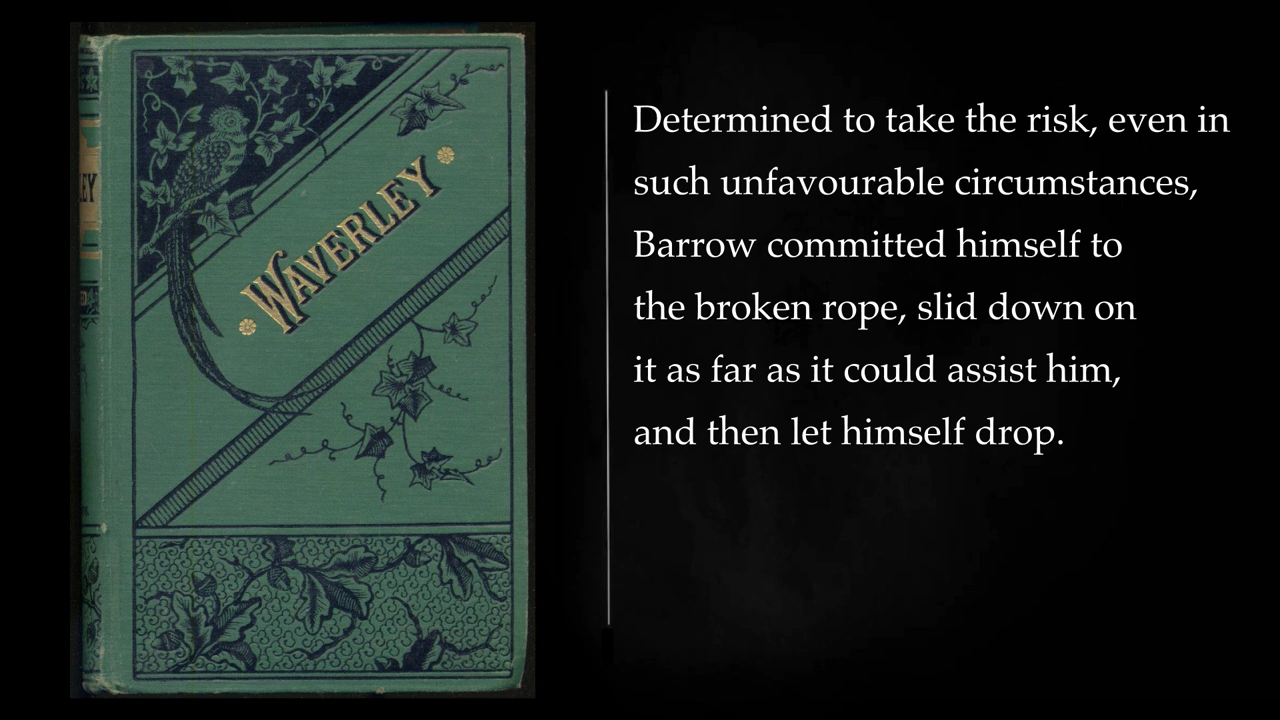 WAVERLEY
EY
Determined to take the risk, even in
such unfavourable circumstances,
Barrow committed himself to
the broken rope, slid down on
it as far as it could assist him,
and then let himself drop.